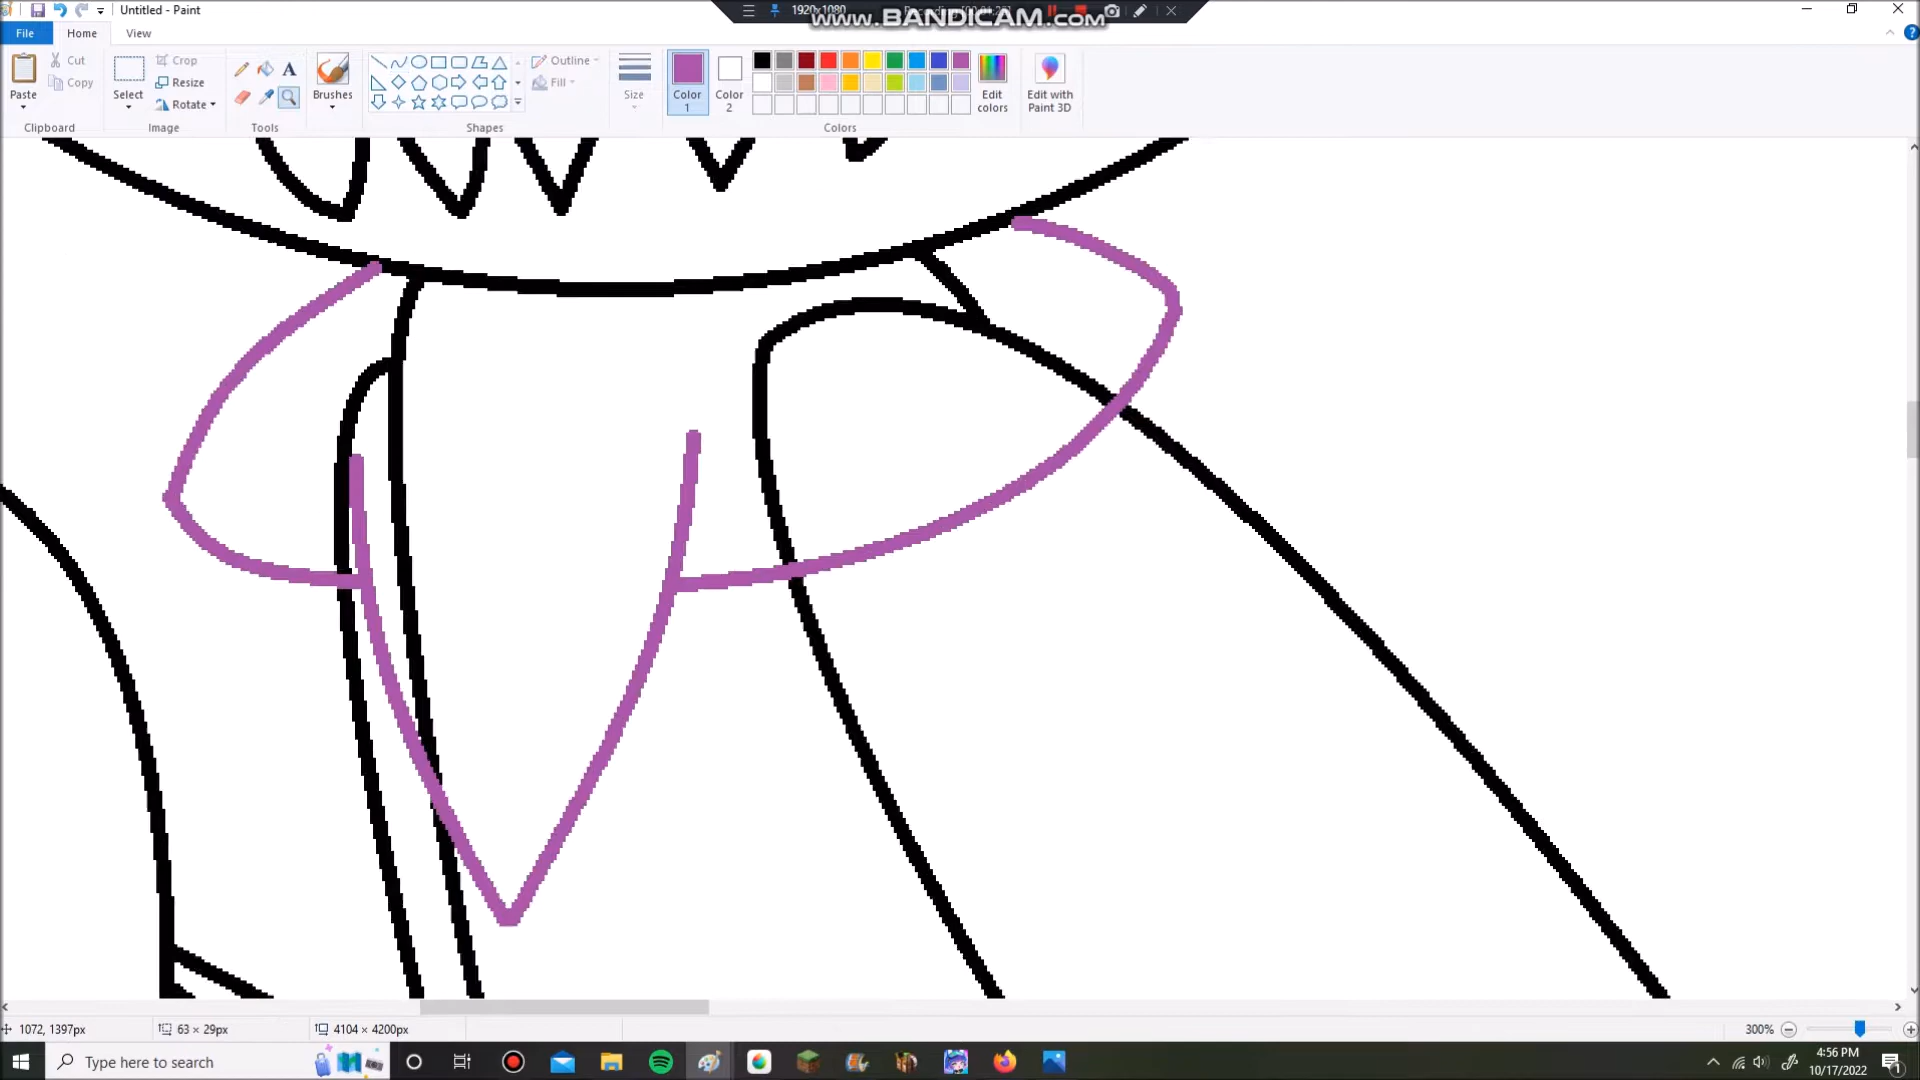 Untitled - Paint
1920x1080
www.BANDICAM.com
File
Home
View
Paste
Cut
Copy
Clipboard
Select
Crop
Resize
Rotate
Image
A
Tools
Brushes
Shapes
Outline
Fill
Size
Color 1
Color 2
Edit colors
Colors
Edit with Paint 3D
1072, 1397px
63 × 29px
4104 × 4200px
300%
Type here to search
4:56 PM
10/17/2022
1